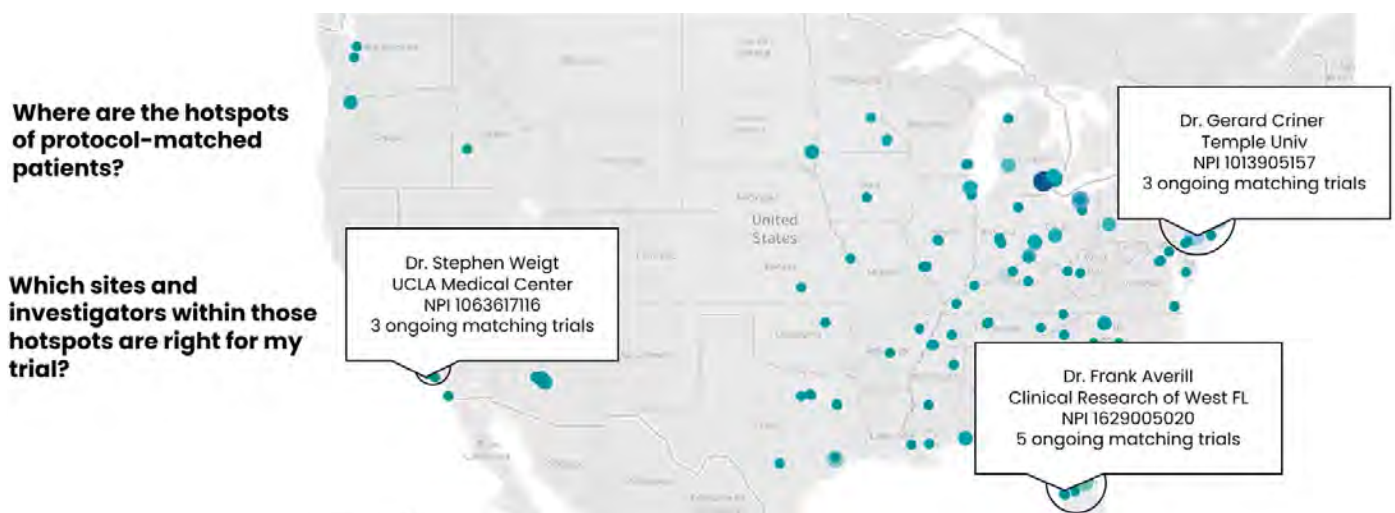 Where are the hotspots
of protocol-matched
patients?
Which sites and
investigators within those
hotspots are right for my
trial?
Dr. Stephen Weigt
UCLA Medical Center
NPI 1063617116
3 ongoing matching trials
United
States
Dr. Gerard Criner
Temple Univ
NPI 1013905157
3 ongoing matching trials
Dr. Frank Averill
Clinical Research of West FL
NPI 1629005020
5 ongoing matching trials